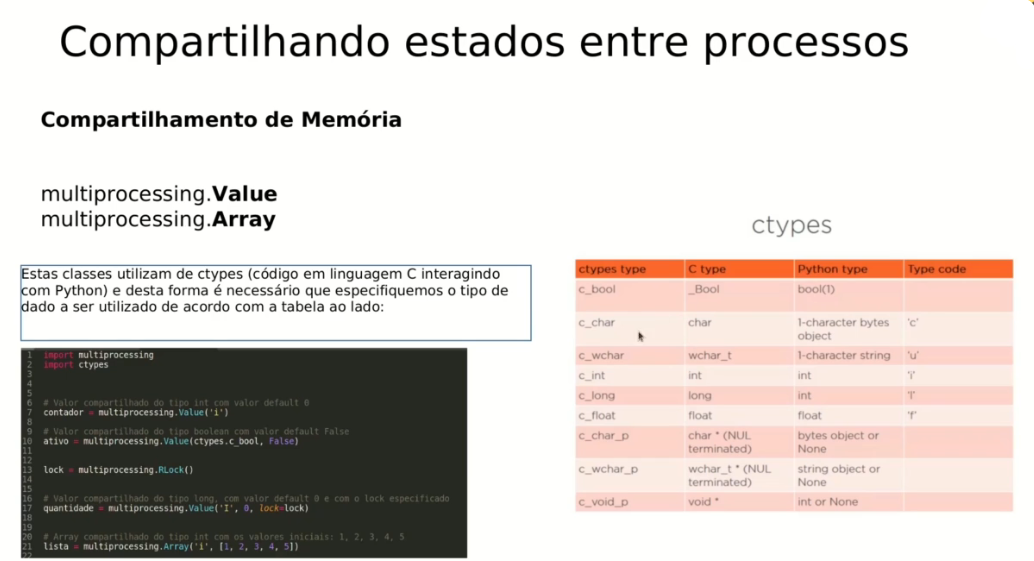 Compartilhando estados entre processos
Compartilhamento de Memória
multiprocessing.Value
multiprocessing.Array
Estas classes utilizam de ctypes (código em linguagem C interagindo
com Python) e desta forma é necessário que especifiquemos o tipo de
dado a ser utilizado de acordo com a tabela ao lado:
1 import multiprocessing
2 import ctypes
3
4
5
6 # Valor compartilhado do tipo int com valor default 0
7 contador = multiprocessing.Value('i')
8
9 # Valor compartilhado do tipo boolean com valor default False
10 ativo = multiprocessing.Value(ctypes.c_bool, False)
11
12
13 lock = multiprocessing.RLock()
14
15
16 # Valor compartilhado do tipo long, com valor default 0 e com o lock especificado
17 quantidade = multiprocessing.Value('I', 0, lock=lock)
18
19
20 # Array compartilhado do tipo int com os valores iniciais: 1, 2, 3, 4, 5
21 lista = multiprocessing.Array('i', [1, 2, 3, 4, 5])
22
ctypes
ctypes type C type Python type Type code
c_bool _Bool bool(1)
c_char char 1-character bytes 'c'
object
c_wchar wchar_t 1-character string 'u'
c_int int int 'i'
c_long long int 'l'
c_float float float 'f'
c_char_p char * (NUL bytes object or
terminated) None
c_wchar_p wchar_t * (NUL string object or
terminated) None
c_void_p void * int or None